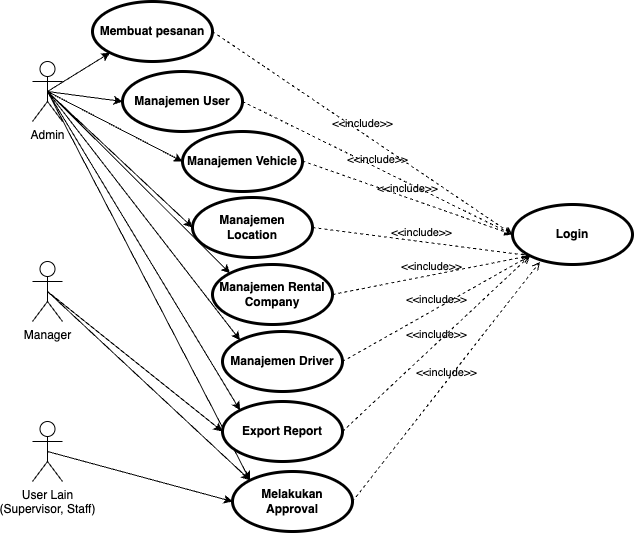 Membuat pesanan
Admin
Manajemen User
Manajemen Vehicle
Manajemen
Location
Manajemen Rental
Company
Manajemen Driver
Export Report
Melakukan
Approval
Manager
User Lain
(Supervisor, Staff)
<<include>>
<<include>>
<<include>>
<<include>>
<<include>>
<<include>>
<<include>>
<<include>>
Login